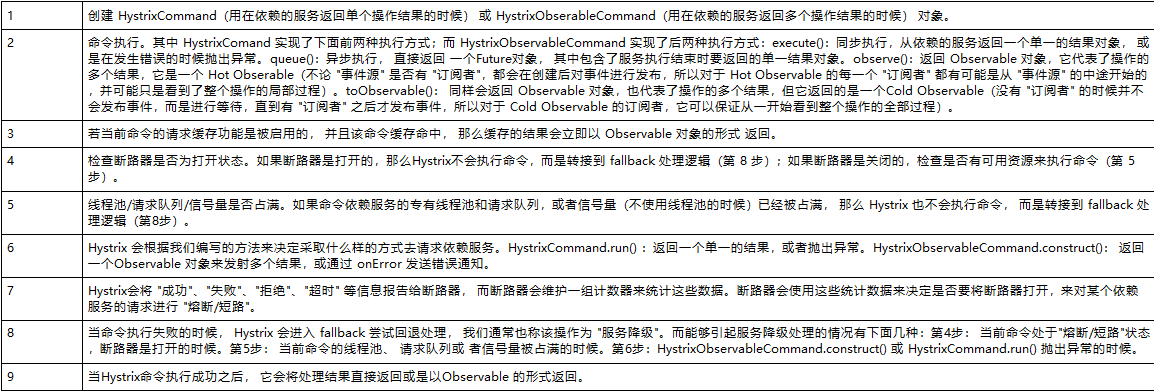 1 创建 HystrixCommand（用在依赖的服务返回单个操作结果的时候） 或 HystrixObserableCommand（用在依赖的服务返回多个操作结果的时候） 对象。
2 命令执行。其中 HystrixComand 实现了下面前两种执行方式；而 HystrixObservableCommand 实现了后两种执行方式：execute()：同步执行，从依赖的服务返回一个单一的结果对象， 或
是在发生错误的时候抛出异常。queue()：异步执行， 直接返回 一个Future对象， 其中包含了服务执行结束时要返回的单一结果对象。observe()：返回 Observable 对象，它代表了操作的
多个结果，它是一个 Hot Obserable（不论 "事件源" 是否有 "订阅者"，都会在创建后对事件进行发布，所以对于 Hot Observable 的每一个 "订阅者" 都有可能是从 "事件源" 的中途开始的
，并可能只是看到了整个操作的局部过程）。toObservable()： 同样会返回 Observable 对象，也代表了操作的多个 结果，但它返回的是一个Cold Observable（没有 "订阅者" 的时候并不
会发布事件，而是进行等待，直到有 "订阅者" 之后才发布事件，所以对于 Cold Observable 的订阅者，它可以保证从一开始看到整个操作的全部过程）。
3 若当前命令的请求缓存功能是被启用的， 并且该命令缓存命中， 那么缓存的结果会立即以 Observable 对象的形式 返回。
4 检查断路器是否为打开状态。如果断路器是打开的，那么Hystrix不会执行命令，而是转接到 fallback 处理逻辑（第 8 步）；如果断路器是关闭的，检查是否有可用资源来执行命令（第 5
步）。
5 线程池/请求队列/信号量是否占满。如果命令依赖服务的专有线程池和请求队列，或者信号量（不使用线程池的时候）已经被占满， 那么 Hystrix 也不会执行命令， 而是转接到 fallback 处
理逻辑（第8步）。
6 Hystrix 会根据我们编写的方法来决定采取什么样的方式去请求依赖服务。HystrixCommand.run() ：返回一个单一的结果，或者抛出异常。HystrixObservableCommand.construct()： 返回
一个Observable 对象来发射多个结果，或通过 onError 发送错误通知。
7 Hystrix会将 "成功"、"失败"、"拒绝"、"超时" 等信息报告给断路器， 而断路器会维护一组计数器来统计这些数据。断路器会使用这些统计数据来决定是否要将断路器打开，来对某个依赖
服务的请求进行 "熔断/短路"。
8 当命令执行失败的时候， Hystrix 会进入 fallback 尝试回退处理， 我们通常也称该操作为 "服务降级"。而能够引起服务降级处理的情况有下面几种：第4步： 当前命令处于"熔断/短路"状态
，断路器是打开的时候。第5步： 当前命令的线程池、 请求队列或 者信号量被占满的时候。第6步：HystrixObservableCommand.construct() 或 HystrixCommand.run() 抛出异常的时候。
9 当Hystrix命令执行成功之后， 它会将处理结果直接返回或是以Observable 的形式返回。